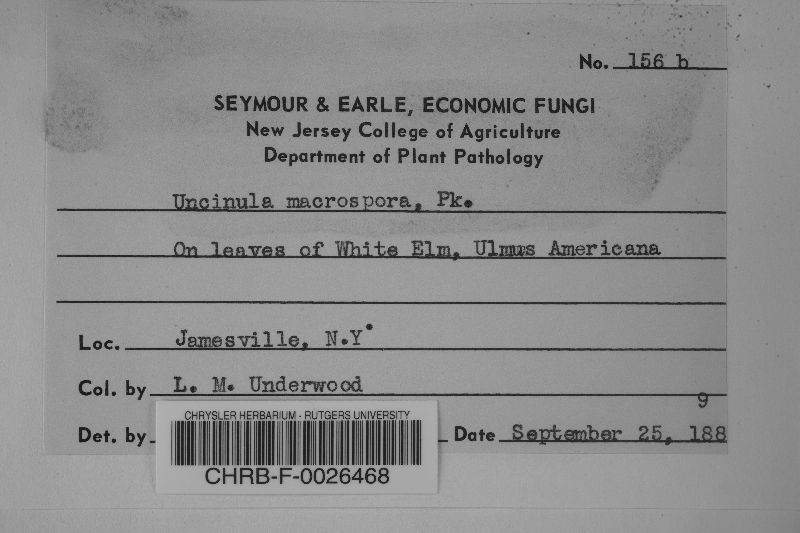 No. 156 b
SEYMOUR & EARLE, ECONOMIC FUNGI
New Jersey College of Agriculture
Department of Plant Pathology
Uncinula macrospora, Pk.
On leaves of White Elm, Ulmus Americana
Loc. Jamesville, N.Y.
Col. by L. M. Underwood
Det. by Date September 25, 1889
CHRYSLER HERBARIUM - RUTGERS UNIVERSITY
CHRB-F-0026468